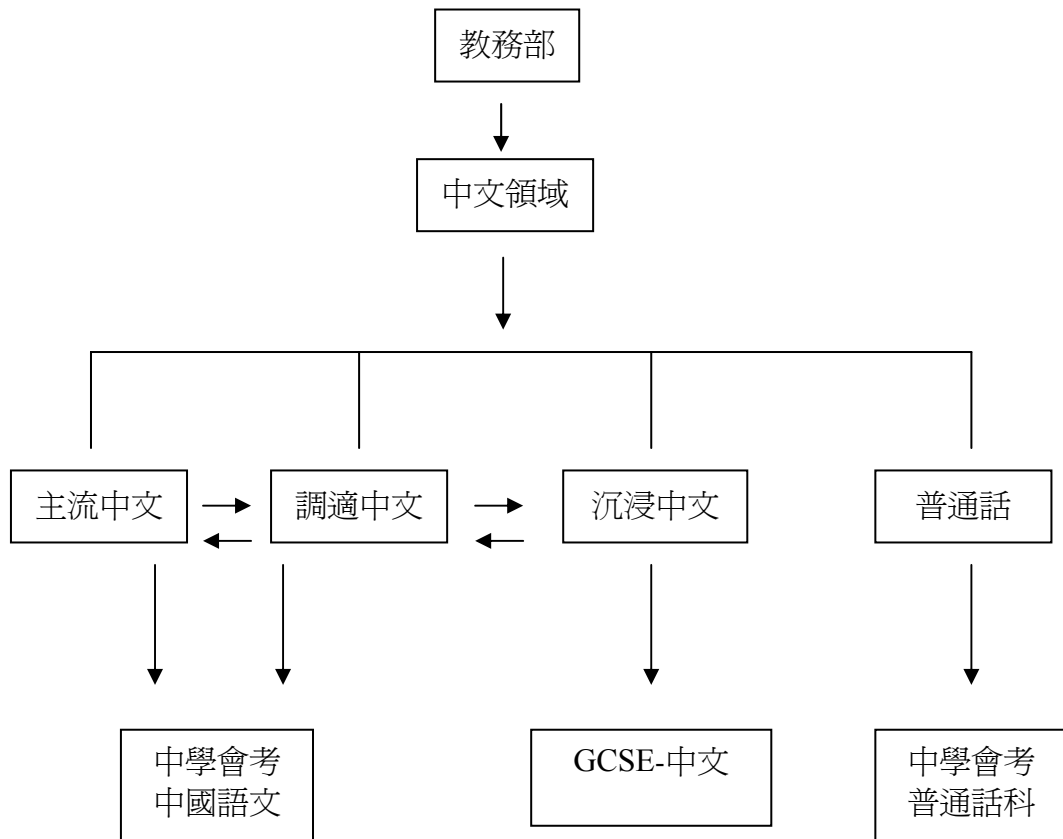 教務部
中文領域
主流中文
調適中文
沉浸中文
普通話
中學會考
中國語文
GCSE-中文
中學會考
普通話科